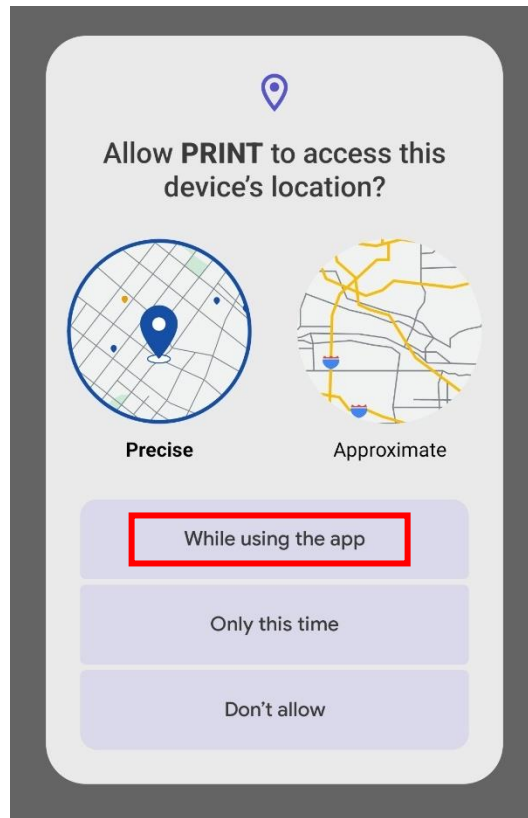 Allow PRINT to access this
device’s location?
Precise
Approximate
While using the app
Only this time
Don’t allow